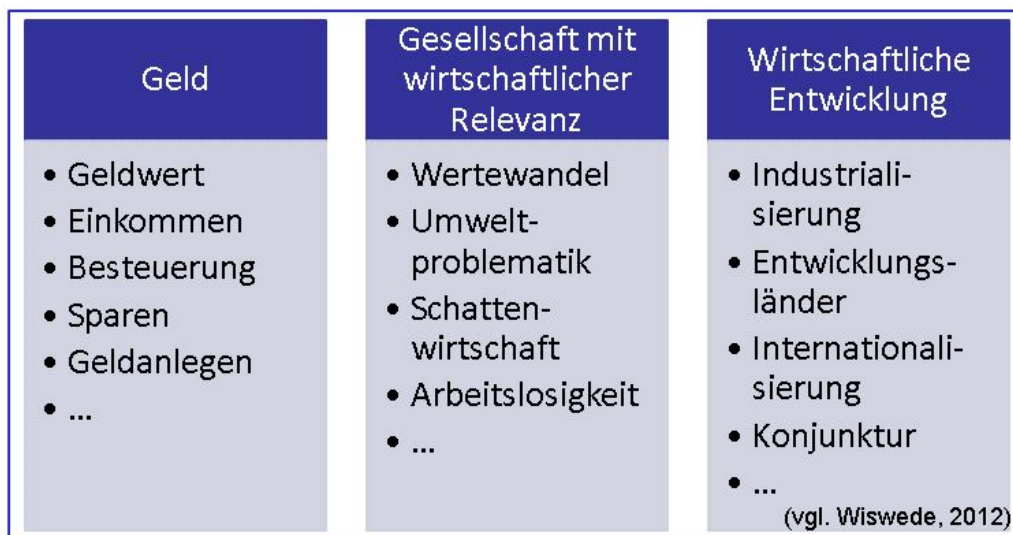 Geld
• Geldwert
• Einkommen
• Besteuerung
• Sparen
• Geldanlegen
• ...
Gesellschaft mit
wirtschaftlicher
Relevanz
• Wertewandel
• Umwelt-
problematik
• Schatten-
wirtschaft
• Arbeitslosigkeit
• ...
Wirtschaftliche
Entwicklung
• Industriali-
sierung
• Entwicklungs-
länder
• Internationali-
sierung
• Konjunktur
• ...
(vgl. Wiswede, 2012)